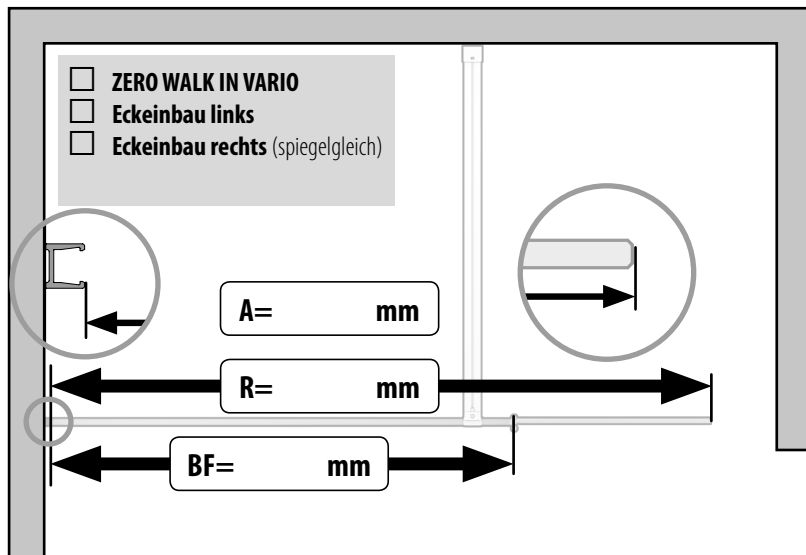 ZERO WALK IN VARIO
Eckeinbau links
Eckeinbau rechts (spiegelgleich)
A= mm
R= mm
BF= mm